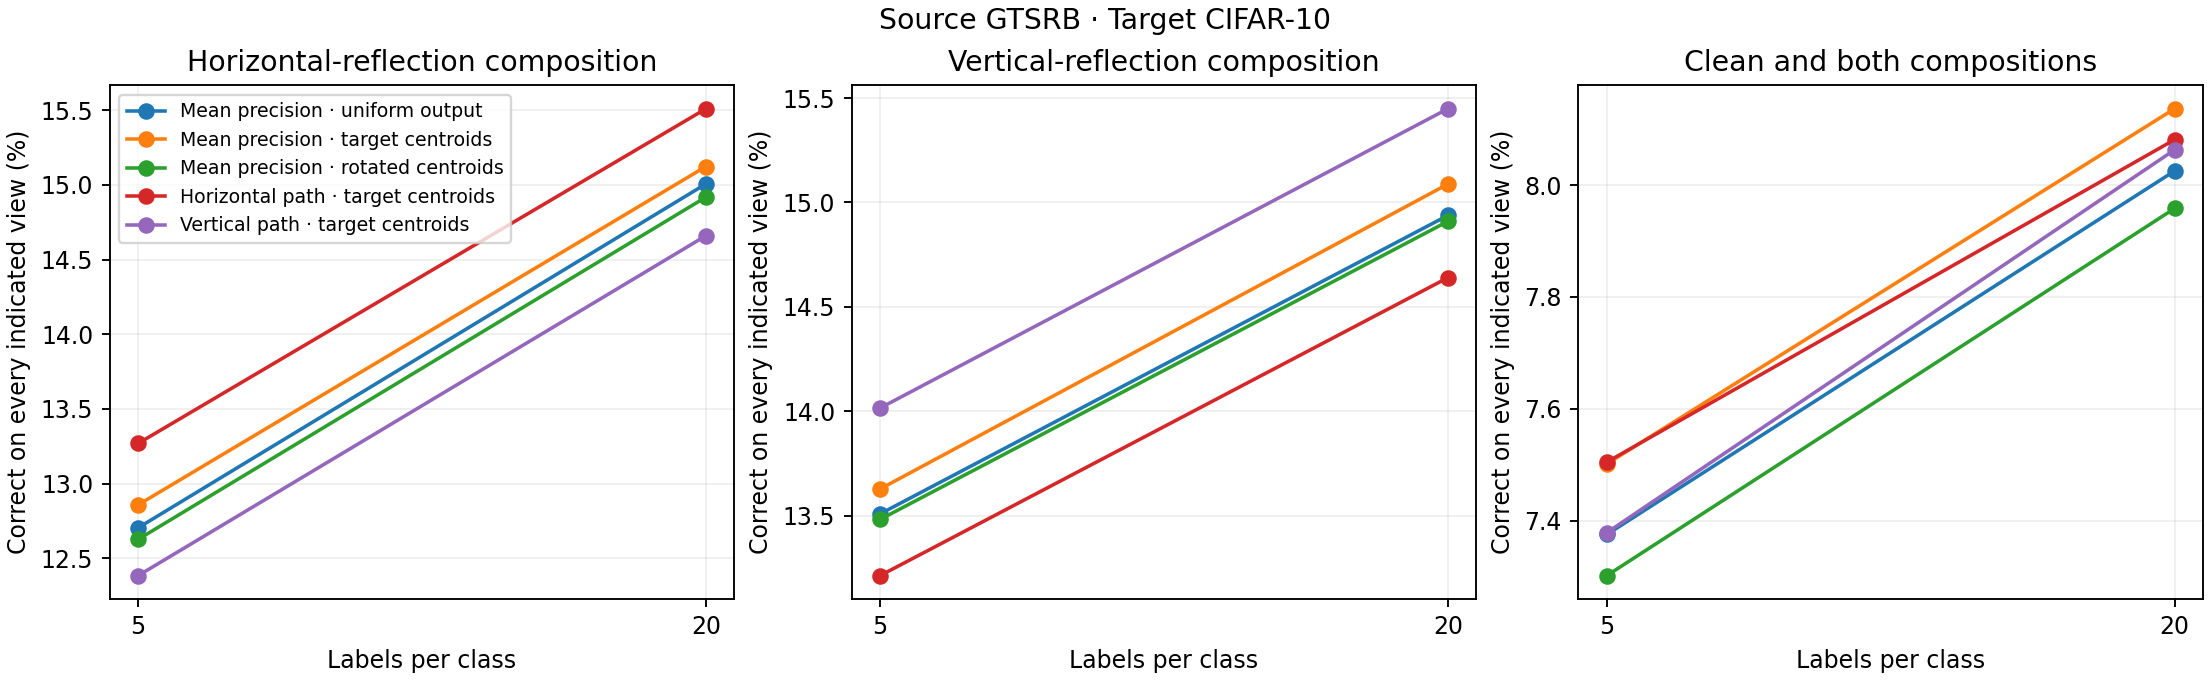 Source GTSRB · Target CIFAR-10
Horizontal-reflection composition
Correct on every indicated view (%)
15.5
15.0
14.5
14.0
13.5
13.0
12.5
Mean precision · uniform output
Mean precision · target centroids
Mean precision · rotated centroids
Horizontal path · target centroids
Vertical path · target centroids
5
20
Labels per class
Vertical-reflection composition
Correct on every indicated view (%)
15.5
15.0
14.5
14.0
13.5
5
20
Labels per class
Clean and both compositions
Correct on every indicated view (%)
8.0
7.8
7.6
7.4
5
20
Labels per class